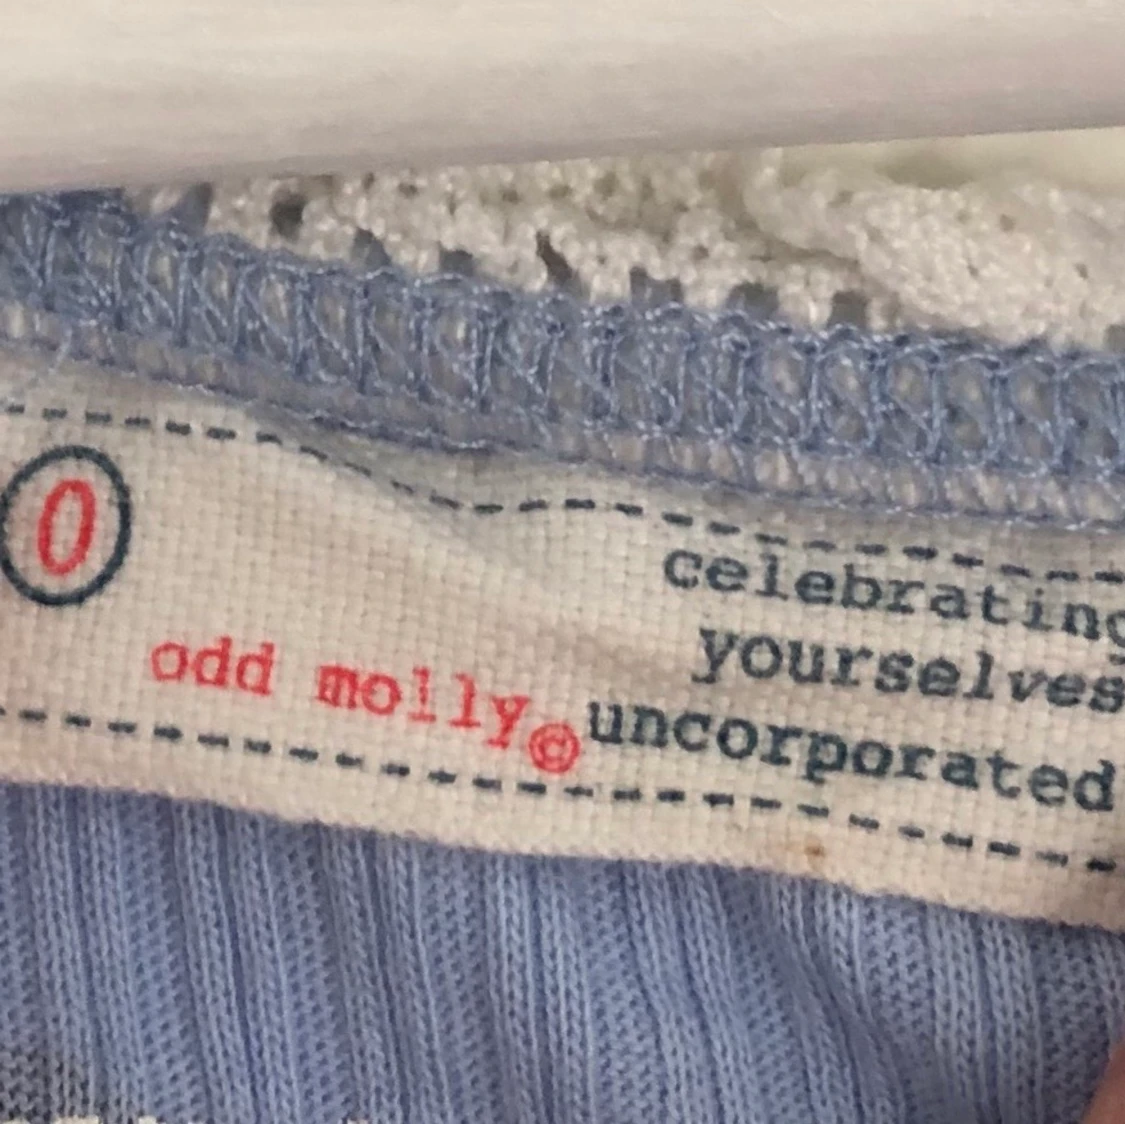 0
odd molly©
celebrating
yourselves
uncorporated